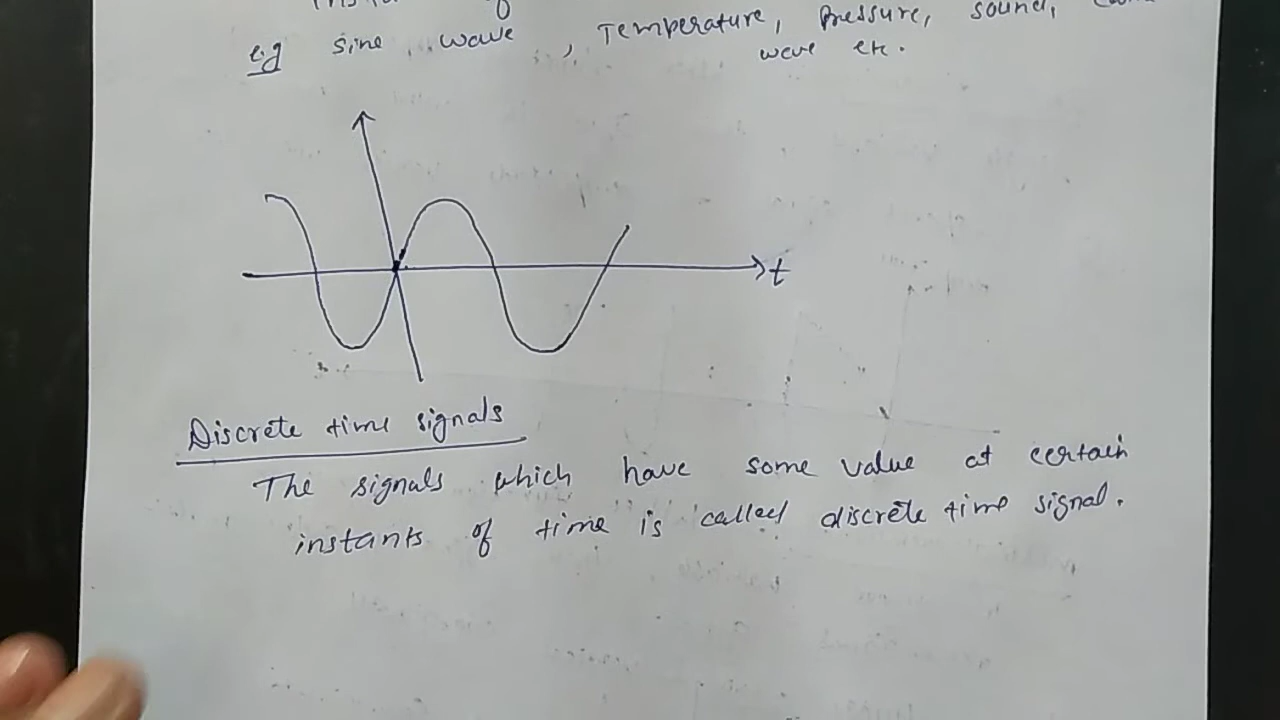 e.g sine wave, Temperature, pressure, sound,
wave etc.
t
Discrete time signals
The signals which have some value at certain
instants of time is called discrete time signal.